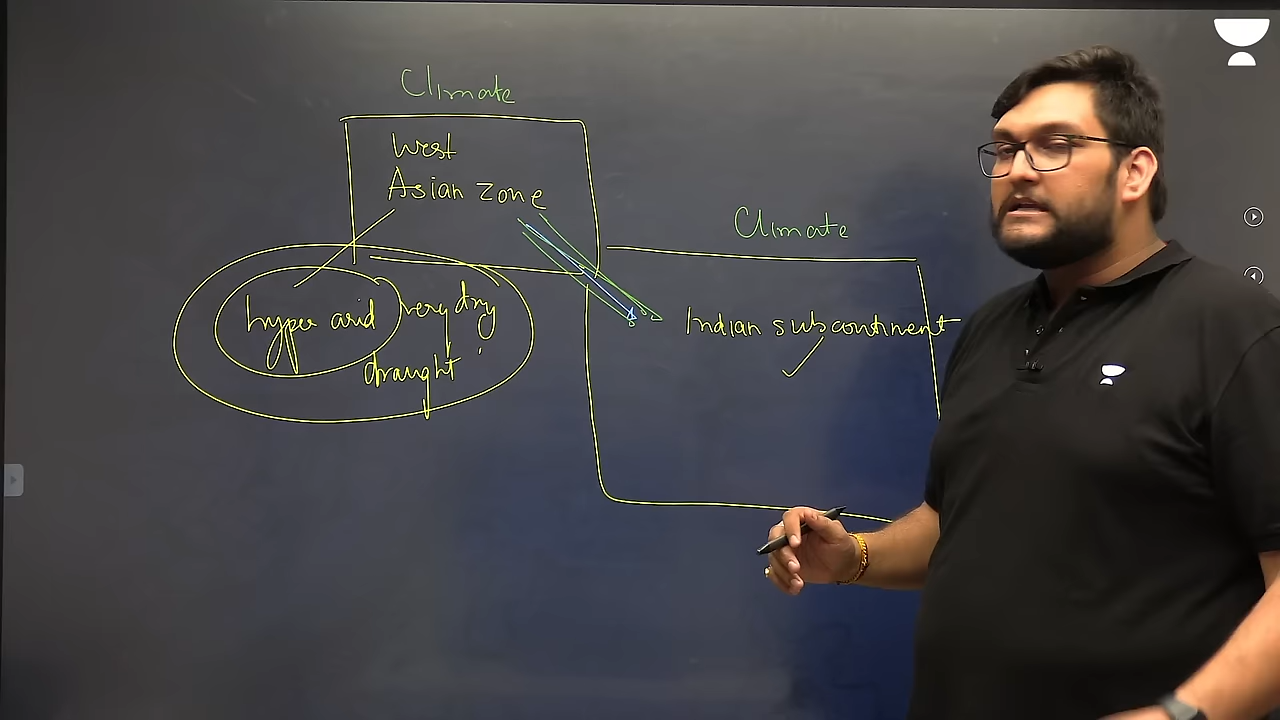 Climate
West
Asian zone
hyper arid
very dry
draught
Climate
Indian subcontinent